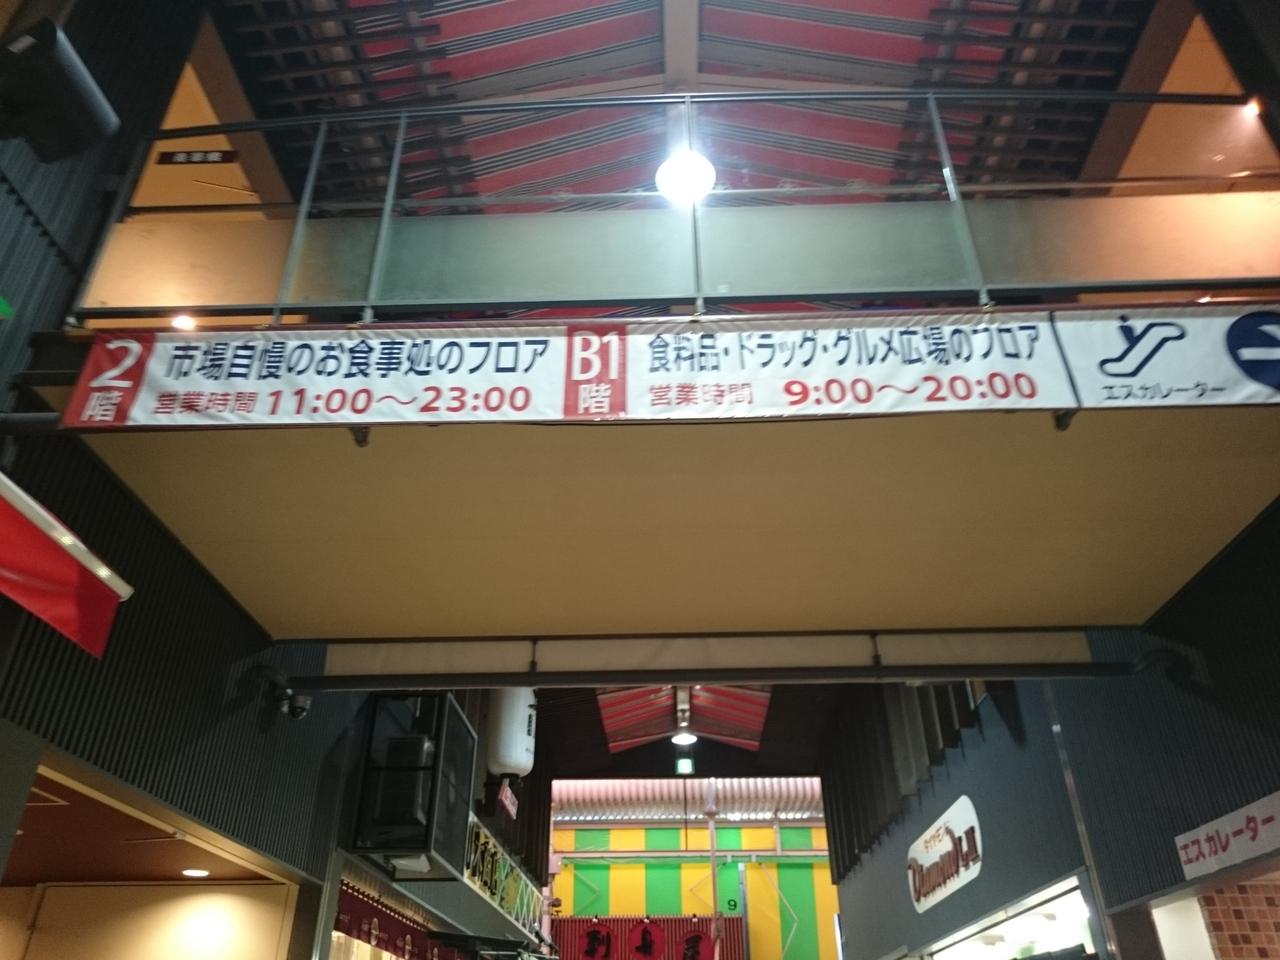 2階
市場自慢のお食事処のフロア
営業時間 11:00～23:00
B1階
食料品・ドラッグ・グルメ広場のフロア
営業時間 9:00～20:00
エスカレーター
エスカレーター
9